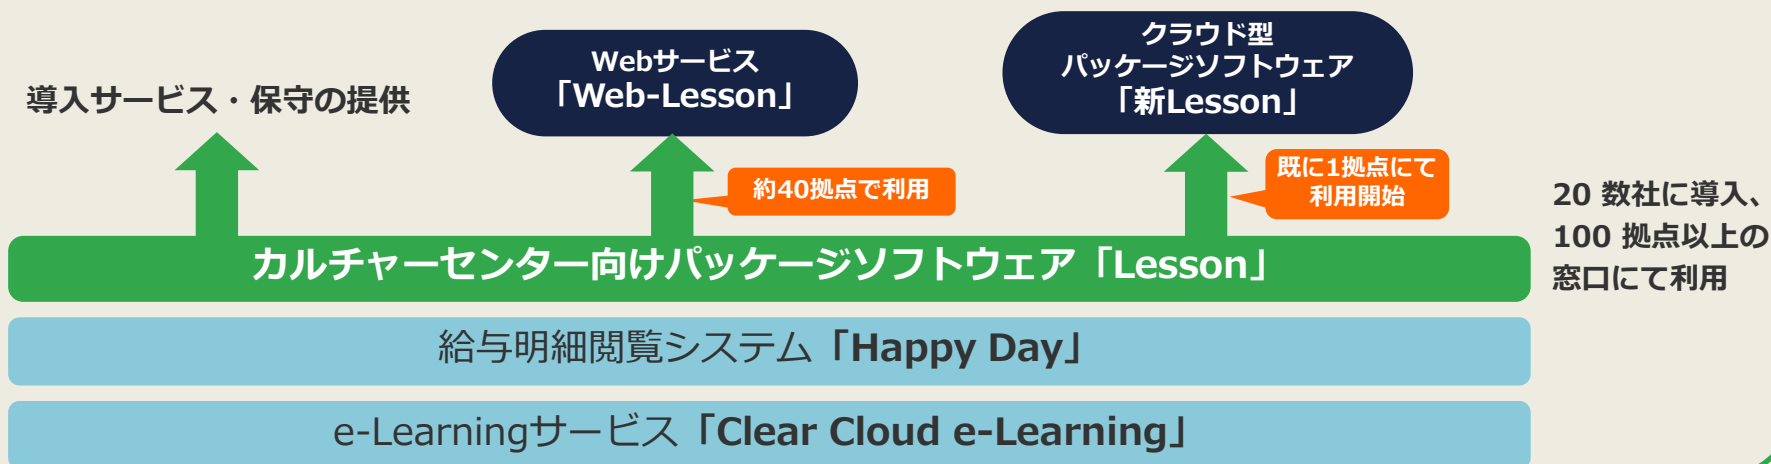 導入サービス・保守の提供
Webサービス
「Web-Lesson」
クラウド型
パッケージソフトウェア
「新Lesson」
約40拠点で利用
既に1拠点にて
利用開始
カルチャーセンター向けパッケージソフトウェア「Lesson」
20 数社に導入、
100 拠点以上の
窓口にて利用
給与明細閲覧システム「Happy Day」
e-Learningサービス「Clear Cloud e-Learning」